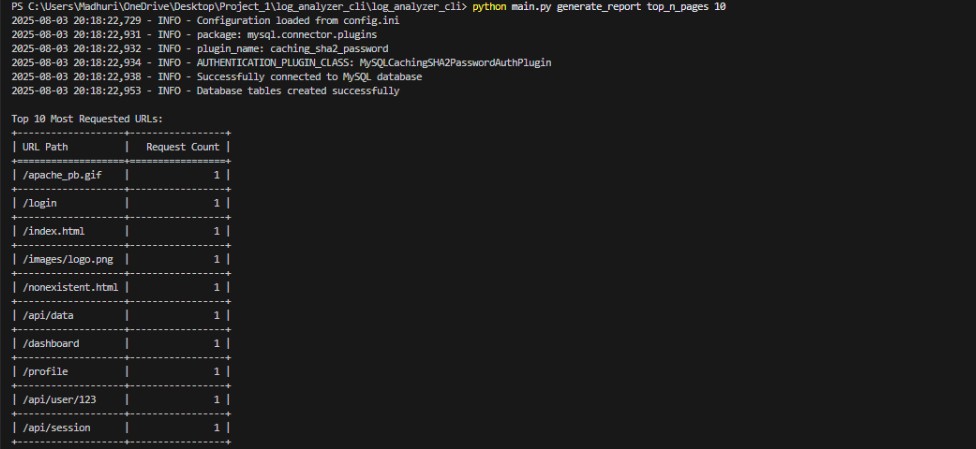 PS C:\Users\Madhuri\OneDrive\Desktop\Project_1\log_analyzer_cli\log_analyzer_cli> python main.py generate_report top_n_pages 10
2025-08-03 20:18:22,729 - INFO - Configuration loaded from config.ini
2025-08-03 20:18:22,931 - INFO - package: mysql.connector.plugins
2025-08-03 20:18:22,932 - INFO - plugin_name: caching_sha2_password
2025-08-03 20:18:22,934 - INFO - AUTHENTICATION_PLUGIN_CLASS: MySQLCachingSHA2PasswordAuthPlugin
2025-08-03 20:18:22,938 - INFO - Successfully connected to MySQL database
2025-08-03 20:18:22,953 - INFO - Database tables created successfully
Top 10 Most Requested URLs:
+--------------------+-----------------+
| URL Path           |   Request Count |
+====================+=================+
| /apache_pb.gif     |               1 |
+--------------------+-----------------+
| /login             |               1 |
+--------------------+-----------------+
| /index.html        |               1 |
+--------------------+-----------------+
| /images/logo.png   |               1 |
+--------------------+-----------------+
| /nonexistent.html  |               1 |
+--------------------+-----------------+
| /api/data          |               1 |
+--------------------+-----------------+
| /dashboard         |               1 |
+--------------------+-----------------+
| /profile           |               1 |
+--------------------+-----------------+
| /api/user/123      |               1 |
+--------------------+-----------------+
| /api/session       |               1 |
+--------------------+-----------------+